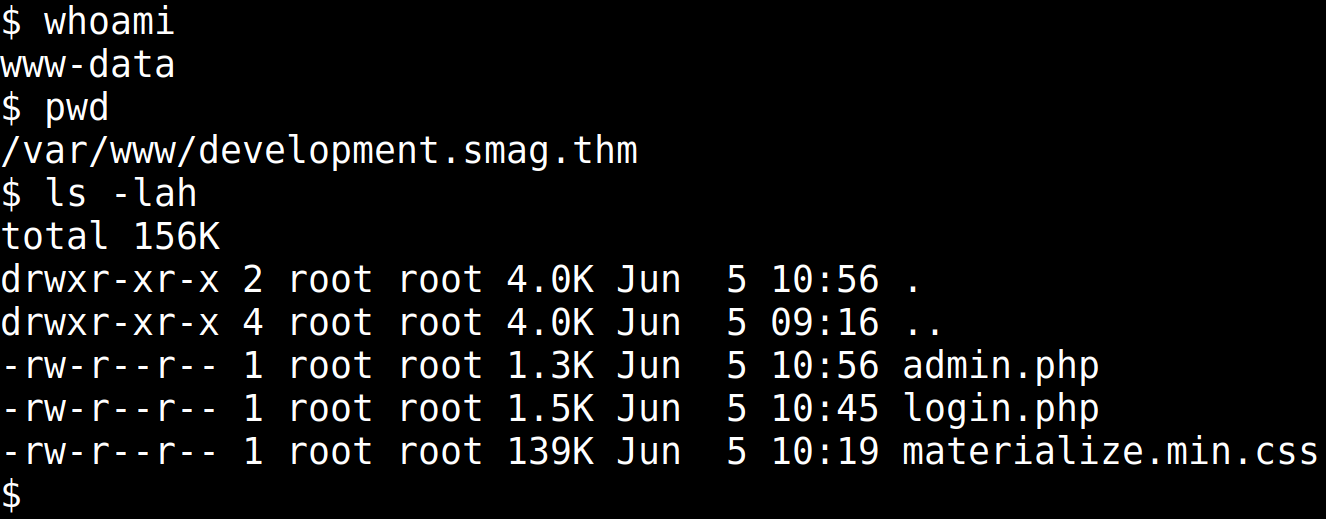 $ whoami
www-data
$ pwd
/var/www/development.smag.thm
$ ls -lah
total 156K
drwxr-xr-x 2 root root 4.0K Jun  5 10:56 .
drwxr-xr-x 4 root root 4.0K Jun  5 09:16 ..
-rw-r--r-- 1 root root 1.3K Jun  5 10:56 admin.php
-rw-r--r-- 1 root root 1.5K Jun  5 10:45 login.php
-rw-r--r-- 1 root root 139K Jun  5 10:19 materialize.min.css
$